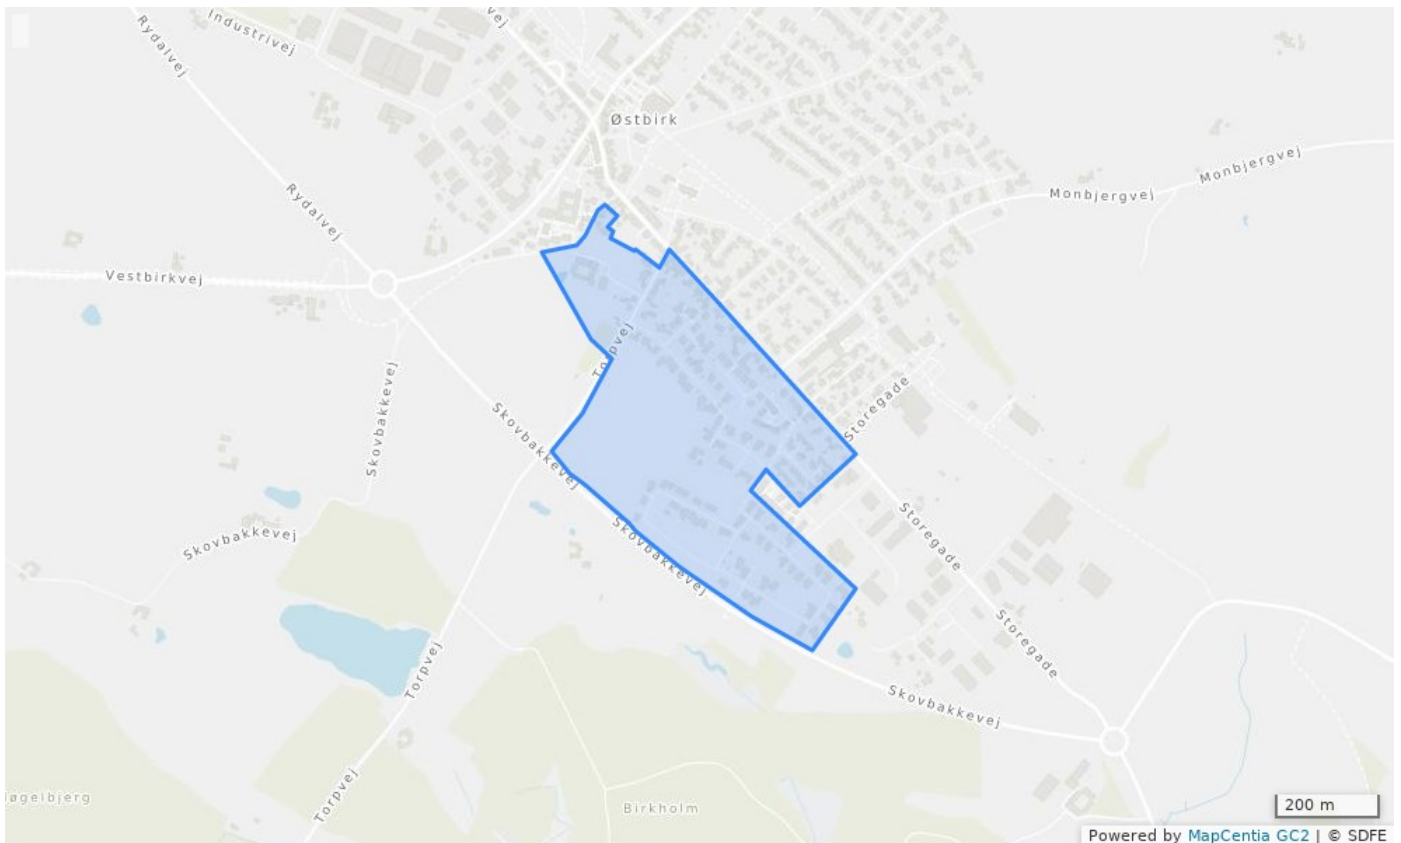 Rydalvej
Industrivej
vej
Østbirk
Monbjergvej
Monbjergvej
Rydalvej
Vestbirkvej
Torpvej
Skovbakkevej
Skovbakkevej
Storegade
Skovbakkevej
Skovbakkevej
Storegade
Storegade
Torpvej
Skovbakkevej
Torpvej
Birkholm
200 m
Powered by MapCentia GC2 | © SDFE